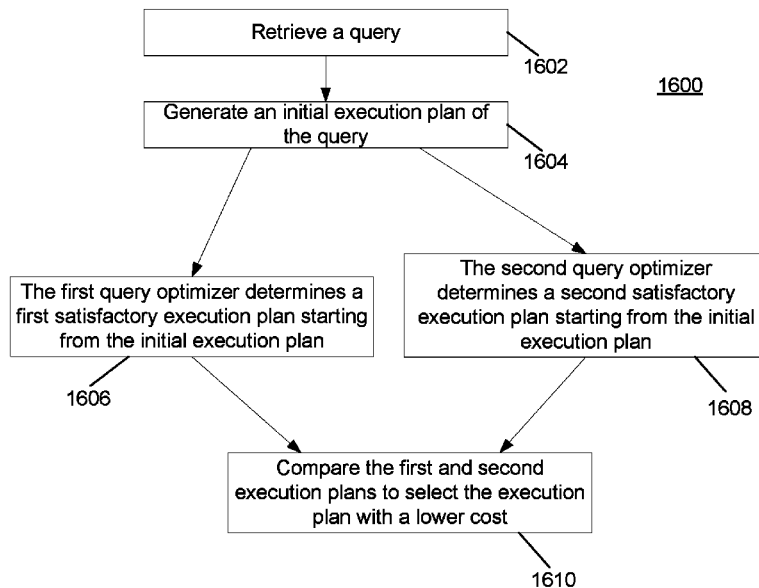 Retrieve a query
1602
1600
Generate an initial execution plan of
the query
1604
The first query optimizer determines a
first satisfactory execution plan starting
from the initial execution plan
1606
The second query optimizer
determines a second satisfactory
execution plan starting from the initial
execution plan
1608
Compare the first and second
execution plans to select the execution
plan with a lower cost
1610